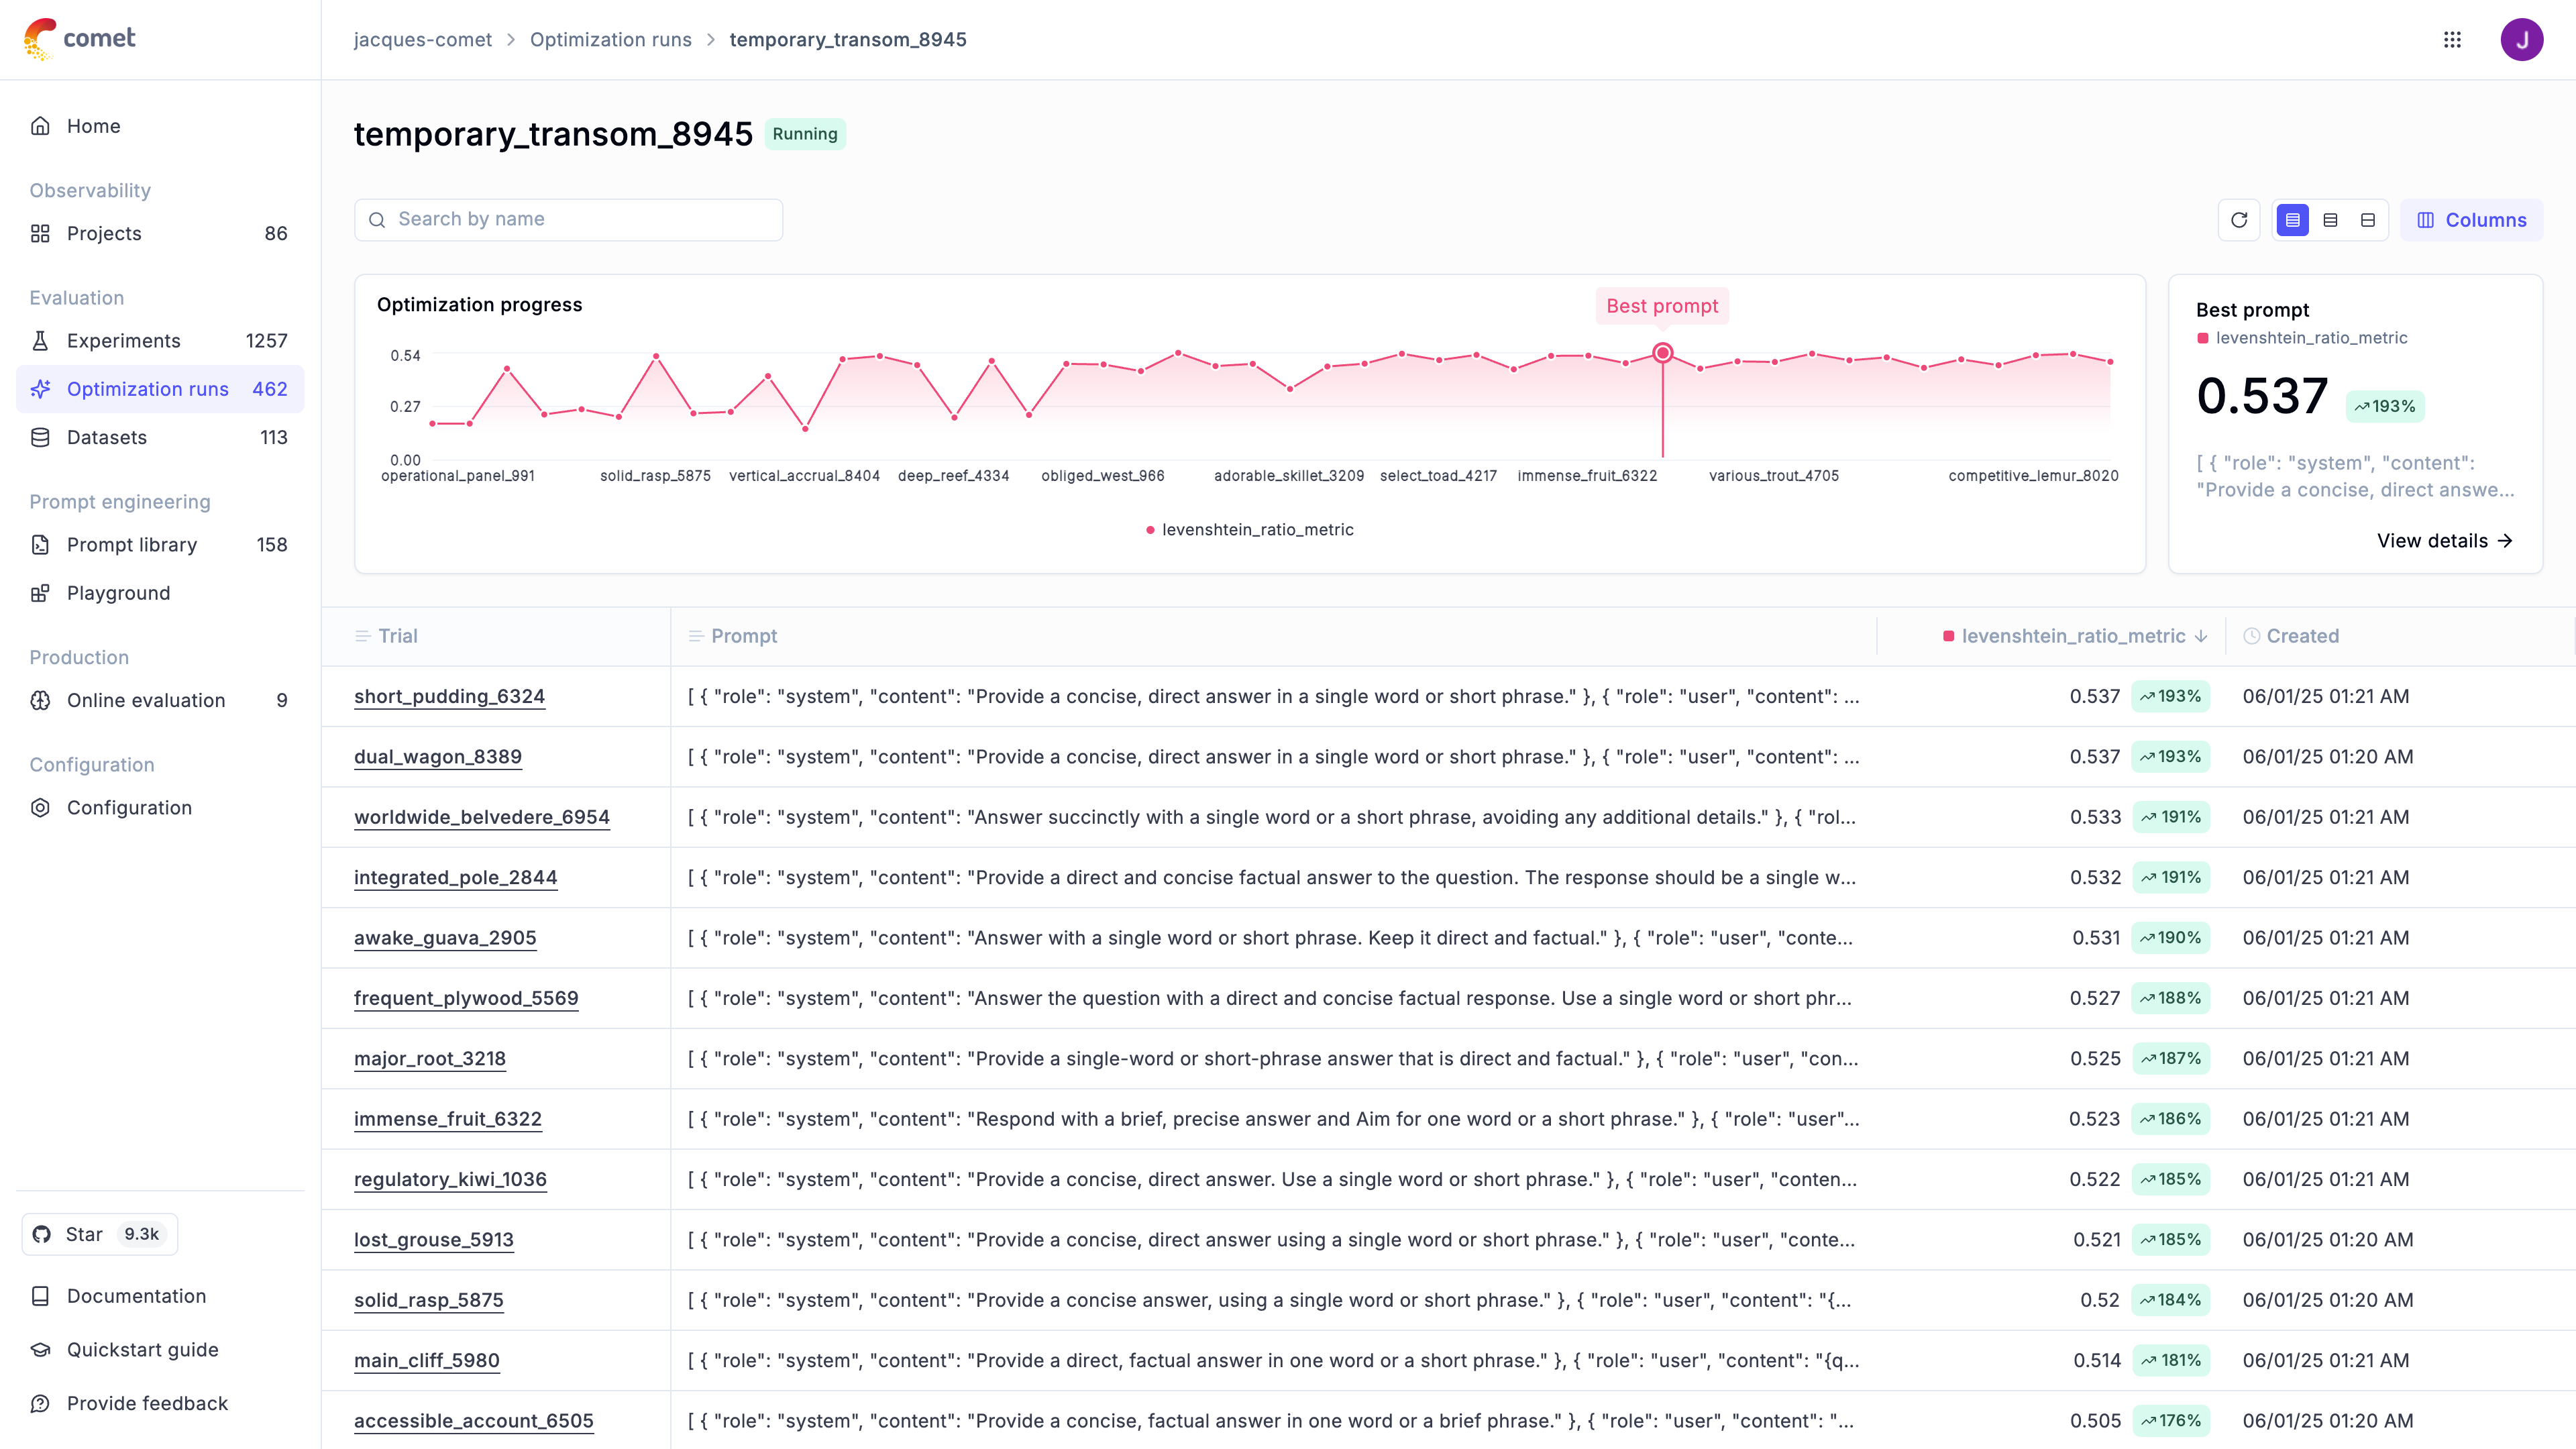 comet
jacques-comet > Optimization runs > temporary_transom_8945
J
Home
Observability
Projects 86
Evaluation
Experiments 1257
Optimization runs 462
Datasets 113
Prompt engineering
Prompt library 158
Playground
Production
Online evaluation 9
Configuration
Configuration
Star 9.3k
Documentation
Quickstart guide
Provide feedback
temporary_transom_8945 Running
Search by name
Columns
Optimization progress
Best prompt
0.54
0.27
0.00
operational_panel_991 solid_rasp_5875 vertical_accrual_8404 deep_reef_4334 obliged_west_966 adorable_skillet_3209 select_toad_4217 immense_fruit_6322 various_trout_4705 competitive_lemur_8020
levenshtein_ratio_metric
Best prompt
levenshtein_ratio_metric
0.537 193%
[ { "role": "system", "content":
"Provide a concise, direct answe...
View details
Trial Prompt levenshtein_ratio_metric Created
short_pudding_6324 [ { "role": "system", "content": "Provide a concise, direct answer in a single word or short phrase." }, { "role": "user", "content": ... 0.537 193% 06/01/25 01:21 AM
dual_wagon_8389 [ { "role": "system", "content": "Provide a concise, direct answer in a single word or short phrase." }, { "role": "user", "content": ... 0.537 193% 06/01/25 01:20 AM
worldwide_belvedere_6954 [ { "role": "system", "content": "Answer succinctly with a single word or a short phrase, avoiding any additional details." }, { "rol... 0.533 191% 06/01/25 01:21 AM
integrated_pole_2844 [ { "role": "system", "content": "Provide a direct and concise factual answer to the question. The response should be a single w... 0.532 191% 06/01/25 01:21 AM
awake_guava_2905 [ { "role": "system", "content": "Answer with a single word or short phrase. Keep it direct and factual." }, { "role": "user", "conte... 0.531 190% 06/01/25 01:21 AM
frequent_plywood_5569 [ { "role": "system", "content": "Answer the question with a direct and concise factual response. Use a single word or short phr... 0.527 188% 06/01/25 01:21 AM
major_root_3218 [ { "role": "system", "content": "Provide a single-word or short-phrase answer that is direct and factual." }, { "role": "user", "con... 0.525 187% 06/01/25 01:21 AM
immense_fruit_6322 [ { "role": "system", "content": "Respond with a brief, precise answer and Aim for one word or a short phrase." }, { "role": "user"... 0.523 186% 06/01/25 01:21 AM
regulatory_kiwi_1036 [ { "role": "system", "content": "Provide a concise, direct answer. Use a single word or short phrase." }, { "role": "user", "conten... 0.522 185% 06/01/25 01:21 AM
lost_grouse_5913 [ { "role": "system", "content": "Provide a concise, direct answer using a single word or short phrase." }, { "role": "user", "conte... 0.521 185% 06/01/25 01:20 AM
solid_rasp_5875 [ { "role": "system", "content": "Provide a concise answer, using a single word or short phrase." }, { "role": "user", "content": "{... 0.52 184% 06/01/25 01:20 AM
main_cliff_5980 [ { "role": "system", "content": "Provide a direct, factual answer in one word or a short phrase." }, { "role": "user", "content": "{q... 0.514 181% 06/01/25 01:21 AM
accessible_account_6505 [ { "role": "system", "content": "Provide a concise, factual answer in one word or a brief phrase." }, { "role": "user", "content": "... 0.505 176% 06/01/25 01:20 AM